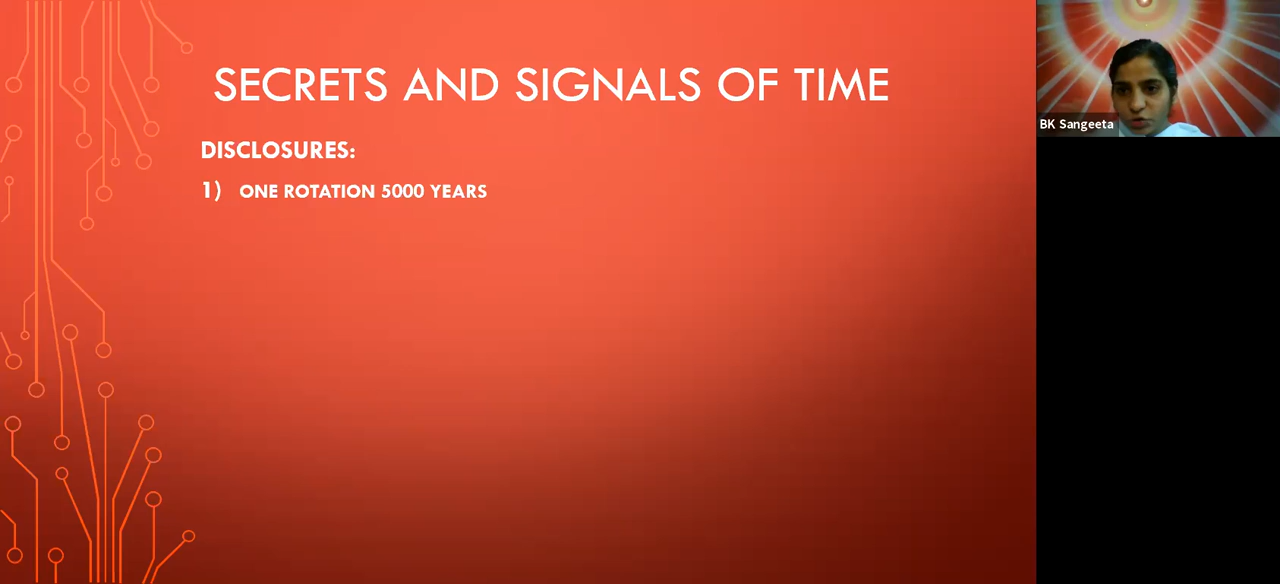 SECRETS AND SIGNALS OF TIME
DISCLOSURES:
1) ONE ROTATION 5000 YEARS
BK Sangeeta